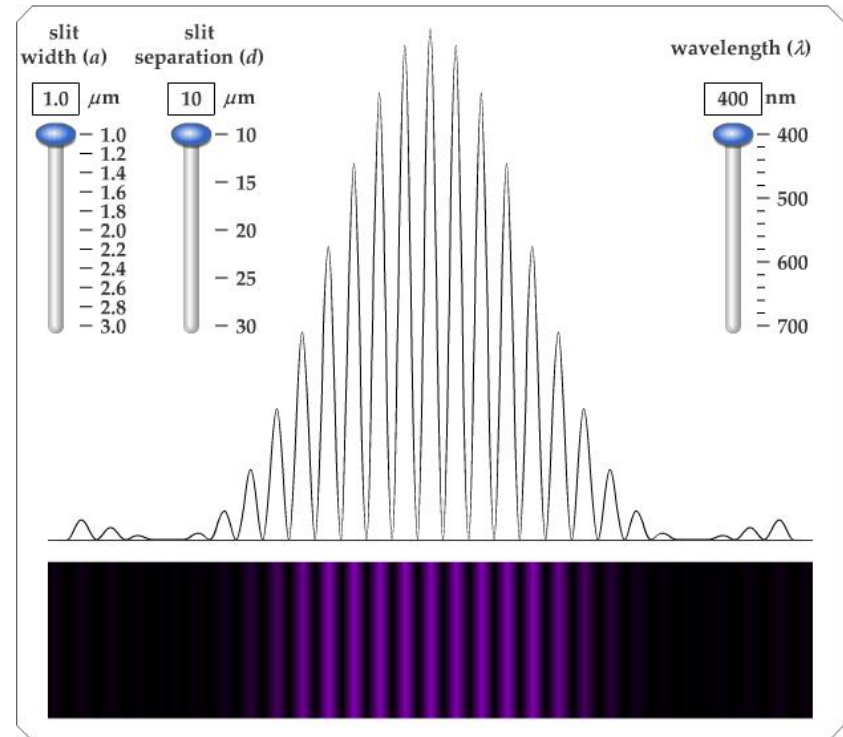 slit
width (a)
1.0 μm
1.0
1.2
1.4
1.6
1.8
2.0
2.2
2.4
2.6
2.8
3.0
slit
separation (d)
10 μm
10
15
20
25
30
wavelength (λ)
400 nm
400
500
600
700